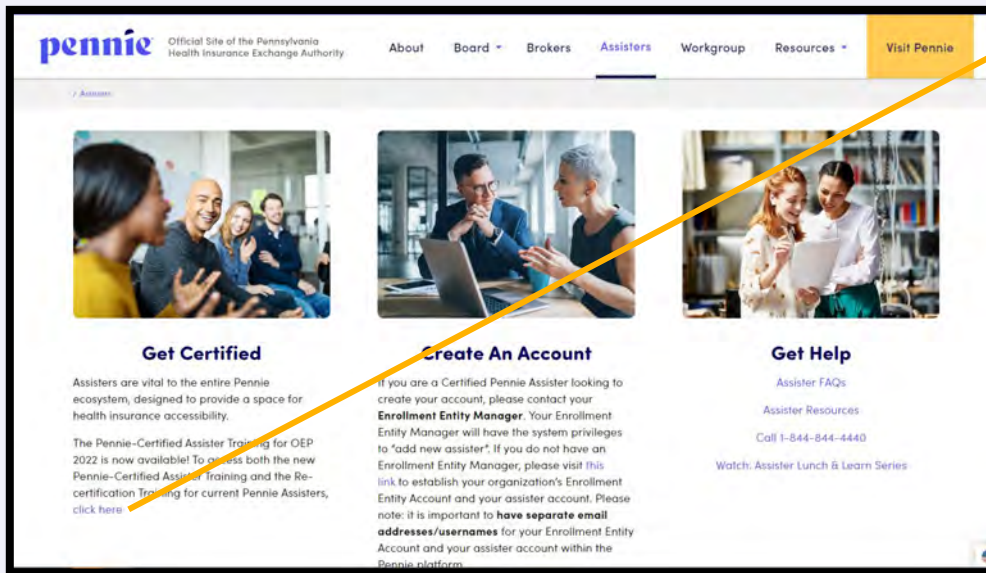 pennie
Official Site of the Pennsylvania
Health Insurance Exchange Authority
About Board Brokers Assisters Workgroup Resources Visit Pennie
/ Assisters
Get Certified
Assisters are vital to the entire Pennie
ecosystem, designed to provide a space for
health insurance accessibility.
The Pennie-Certified Assister Training for OEP
2022 is now available! To access both the new
Pennie-Certified Assister Training and the Re-
certification Training for current Pennie Assisters,
click here
Create An Account
If you are a Certified Pennie Assister looking to
create your account, please contact your
Enrollment Entity Manager. Your Enrollment
Entity Manager will have the system privileges
to "add new assister". If you do not have an
Enrollment Entity Manager, please visit this
link to establish your organization's Enrollment
Entity Account and your assister account. Please
note: it is important to have separate email
addresses/usernames for your Enrollment Entity
Account and your assister account within the
Pennie platform
Get Help
Assister FAQs
Assister Resources
Call 1-844-844-4440
Watch: Assister Lunch & Learn Series